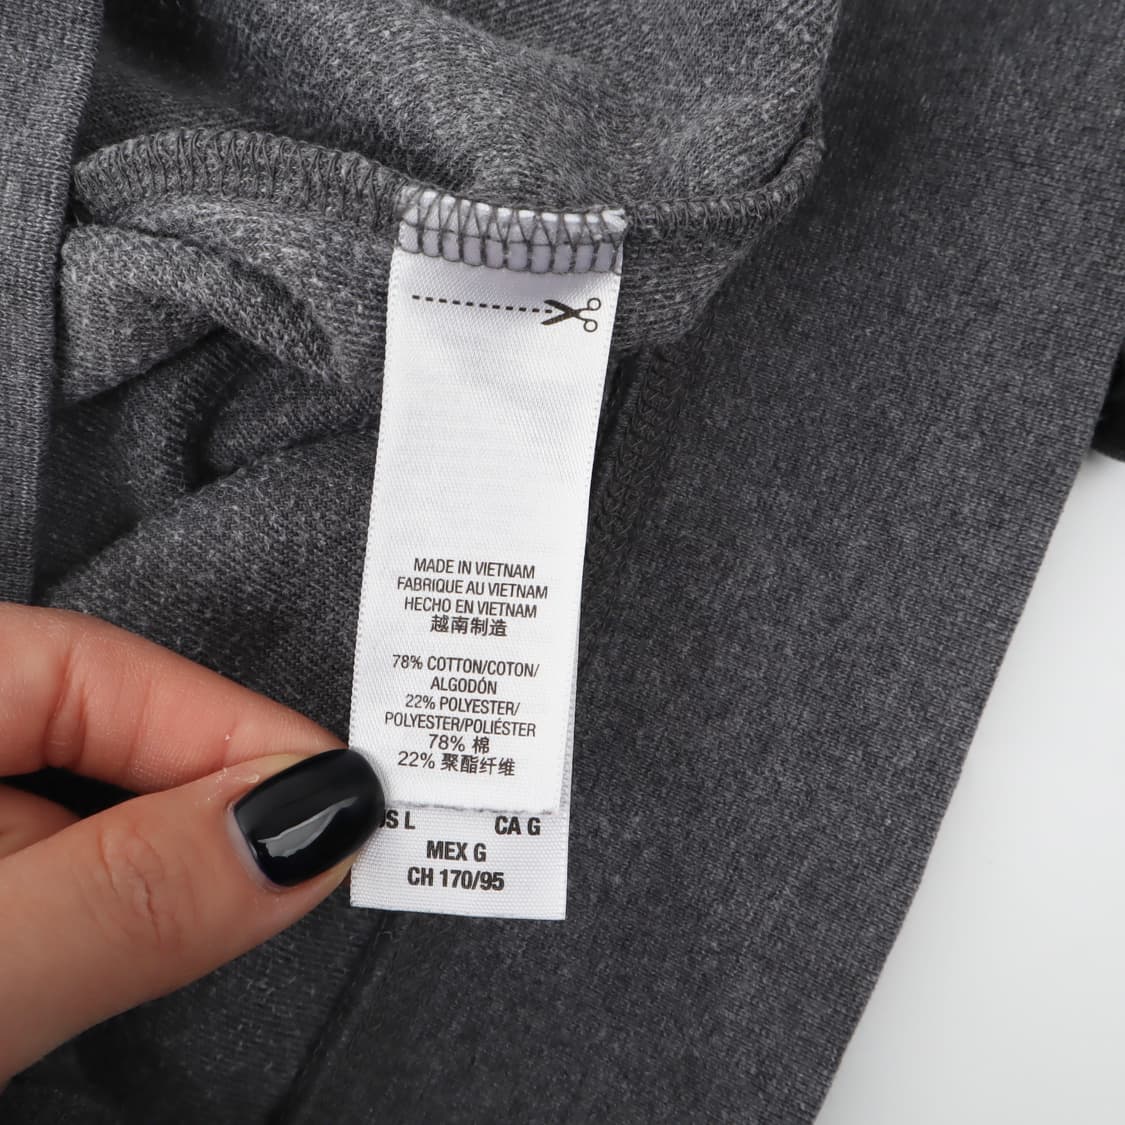 MADE IN VIETNAM
FABRIQUE AU VIETNAM
HECHO EN VIETNAM
越南制造
78% COTTON/COTON/
ALGODÓN
22% POLYESTER/
POLYESTER/POLIÉSTER
78% 棉
22% 聚酯纤维
L CA G
MEX G
CH 170/95